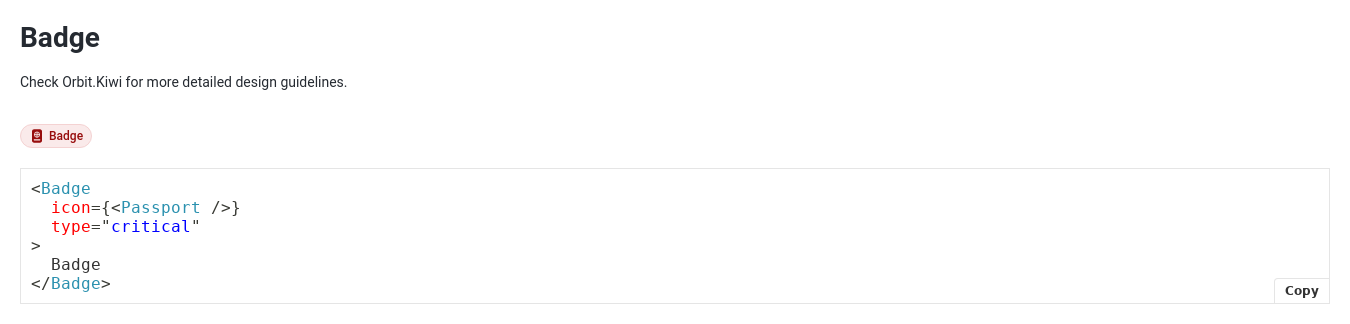 Badge
Check Orbit.Kiwi for more detailed design guidelines.
Badge
<Badge
  icon={<Passport />}
  type="critical"
>
  Badge
</Badge>
Copy